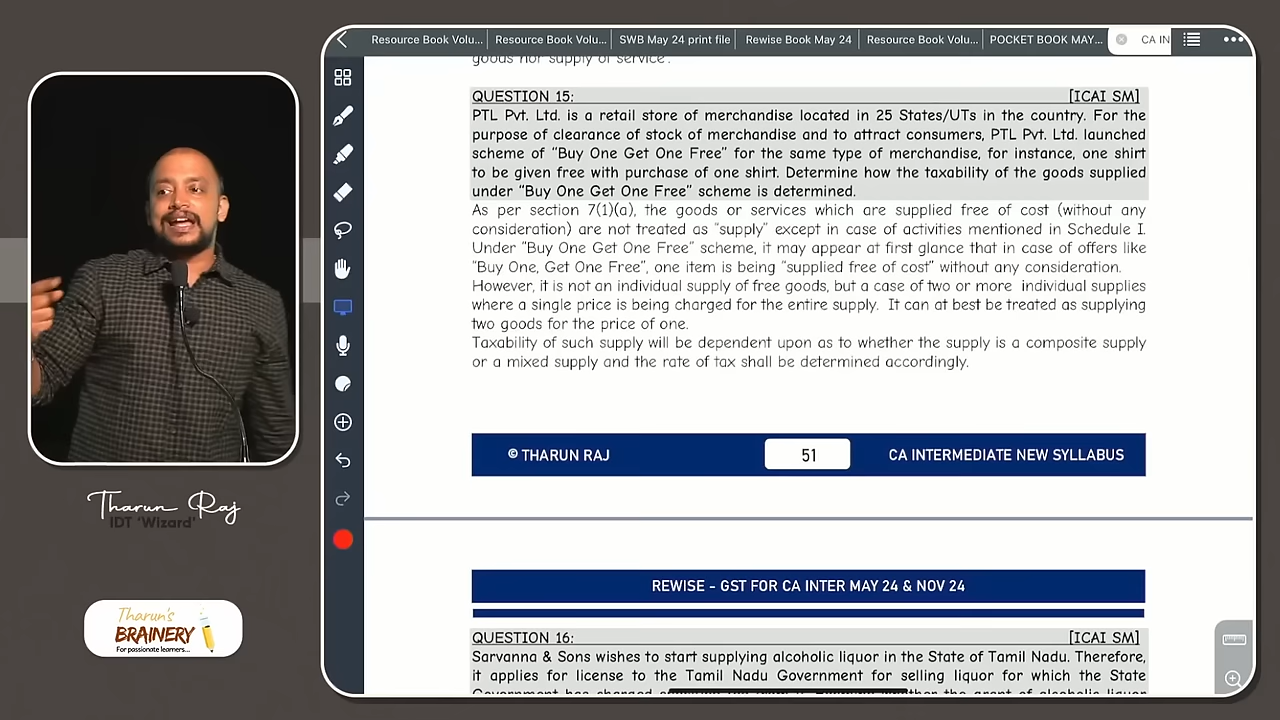 Resource Book Volu...
Resource Book Volu...
SWB May 24 print file
Rewise Book May 24
Resource Book Volu...
POCKET BOOK MAY...
CA IN
goods nor supply of service".
QUESTION 15: [ICAI SM]
PTL Pvt. Ltd. is a retail store of merchandise located in 25 States/UTs in the country. For the
purpose of clearance of stock of merchandise and to attract consumers, PTL Pvt. Ltd. launched
scheme of “Buy One Get One Free” for the same type of merchandise, for instance, one shirt
to be given free with purchase of one shirt. Determine how the taxability of the goods supplied
under “Buy One Get One Free” scheme is determined.
As per section 7(1)(a), the goods or services which are supplied free of cost (without any
consideration) are not treated as “supply” except in case of activities mentioned in Schedule I.
Under “Buy One Get One Free” scheme, it may appear at first glance that in case of offers like
“Buy One, Get One Free”, one item is being “supplied free of cost” without any consideration.
However, it is not an individual supply of free goods, but a case of two or more individual supplies
where a single price is being charged for the entire supply. It can at best be treated as supplying
two goods for the price of one.
Taxability of such supply will be dependent upon as to whether the supply is a composite supply
or a mixed supply and the rate of tax shall be determined accordingly.
© THARUN RAJ
51
CA INTERMEDIATE NEW SYLLABUS
REWISE - GST FOR CA INTER MAY 24 & NOV 24
QUESTION 16: [ICAI SM]
Sarvanna & Sons wishes to start supplying alcoholic liquor in the State of Tamil Nadu. Therefore,
it applies for license to the Tamil Nadu Government for selling liquor for which the State
Government has charged the grant of alcoholic liquor
Tharun Raj
IDT 'Wizard'
Tharun's
BRAINERY
For passionate learners...